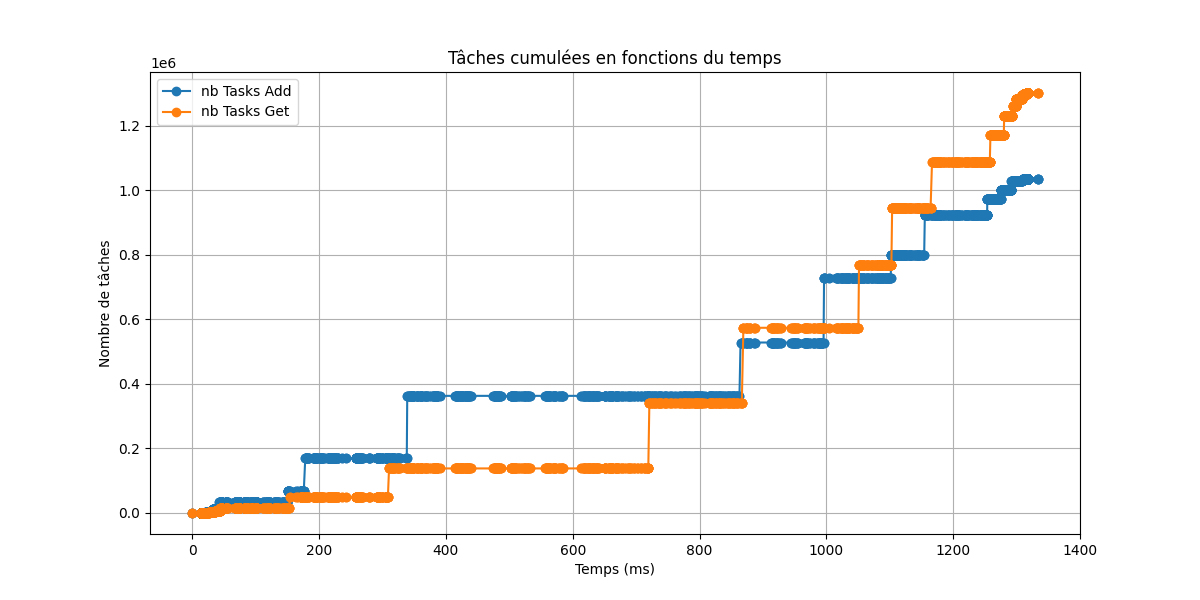 Tâches cumulées en fonctions du temps
1e6
nb Tasks Add
nb Tasks Get
Nombre de tâches
1.2
1.0
0.8
0.6
0.4
0.2
0.0
0 200 400 600 800 1000 1200 1400
Temps (ms)